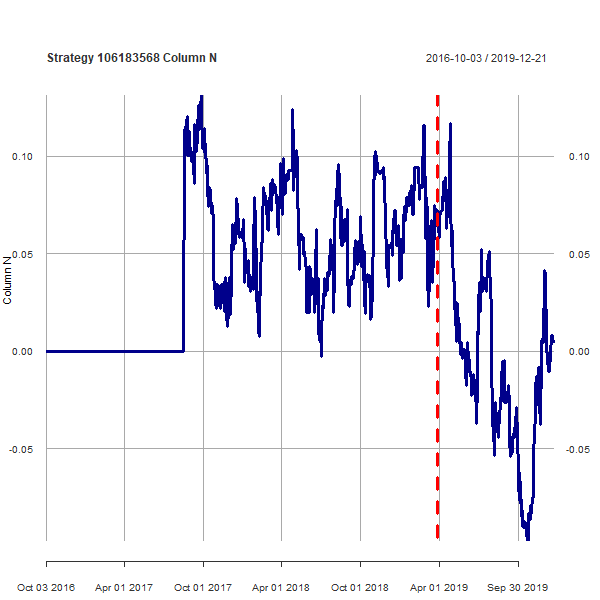 Strategy 106183568 Column N
2016-10-03 / 2019-12-21
0.10
0.10
0.05
0.05
0.00
0.00
-0.05
-0.05
Column N
Oct 03 2016
Apr 01 2017
Oct 01 2017
Apr 01 2018
Oct 01 2018
Apr 01 2019
Sep 30 2019